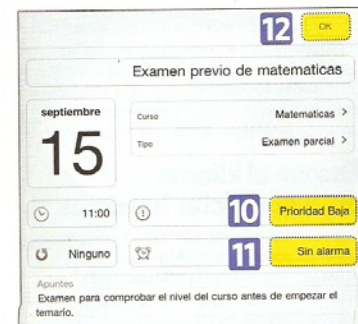 12 OK
Examen previo de matematicas
septiembre
15
Curso Matematicas >
Tipo Examen parcial >
11:00 10 Prioridad Baja
Ninguno 11 Sin alarma
Apuntes
Examen para comprobar el nivel del curso antes de empezar el
temario.